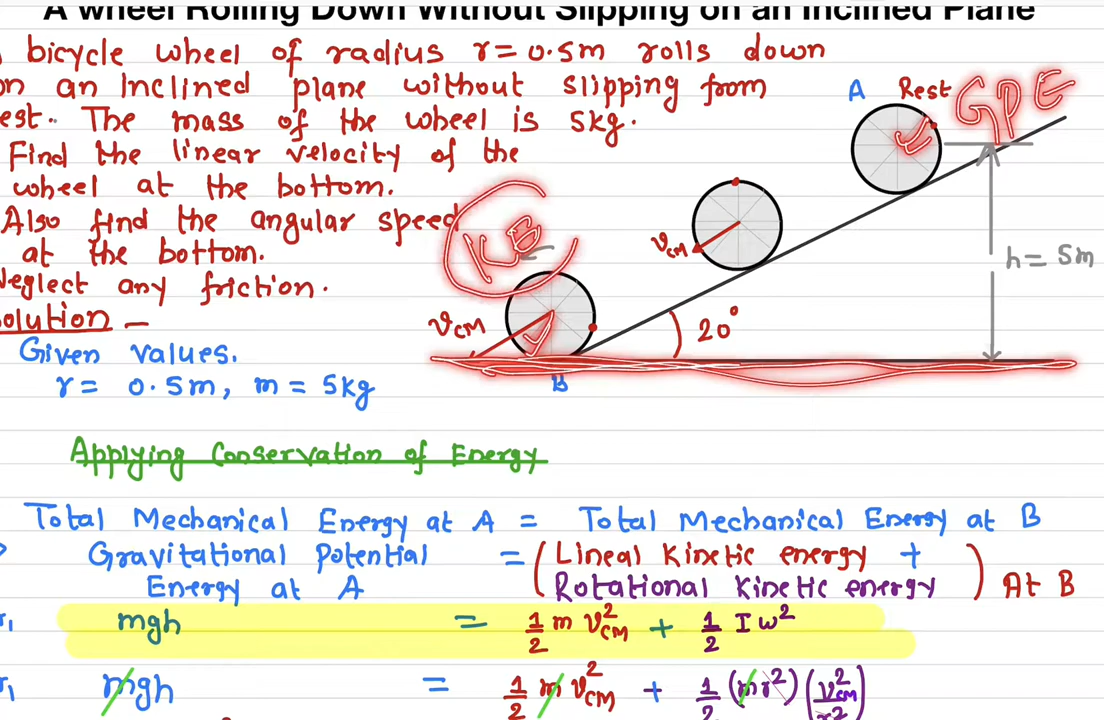 A Wheel Rolling Down Without Slipping on an Inclined Plane
bicycle wheel of radius r = 0.5m rolls down
on an Inclined plane without slipping from
rest. The mass of the wheel is 5kg.
Find the linear velocity of the
wheel at the bottom.
Also find the angular speed
at the bottom.
Neglect any friction.
Solution –
Given values.
r = 0.5m, m = 5kg
A Rest GPE
vCM
h = 5m
KE
vCM
20°
B
Applying Conservation of Energy
Total Mechanical Energy at A = Total Mechanical Energy at B
Gravitational Potential Energy at A = (Lineal Kinetic energy + Rotational Kinetic energy) At B
mgh = 1/2 m v²CM + 1/2 I ω²
mgh = 1/2 m v²CM + 1/2 (mr²) (v²CM/r²)